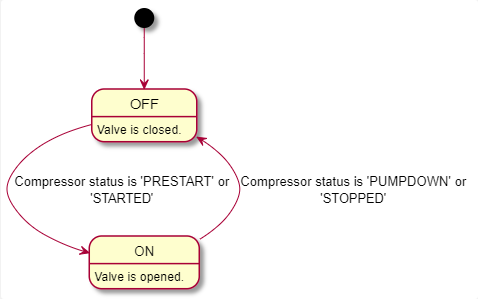 OFF
Valve is closed.
Compressor status is 'PRESTART' or
'STARTED'
Compressor status is 'PUMPDOWN' or
'STOPPED'
ON
Valve is opened.